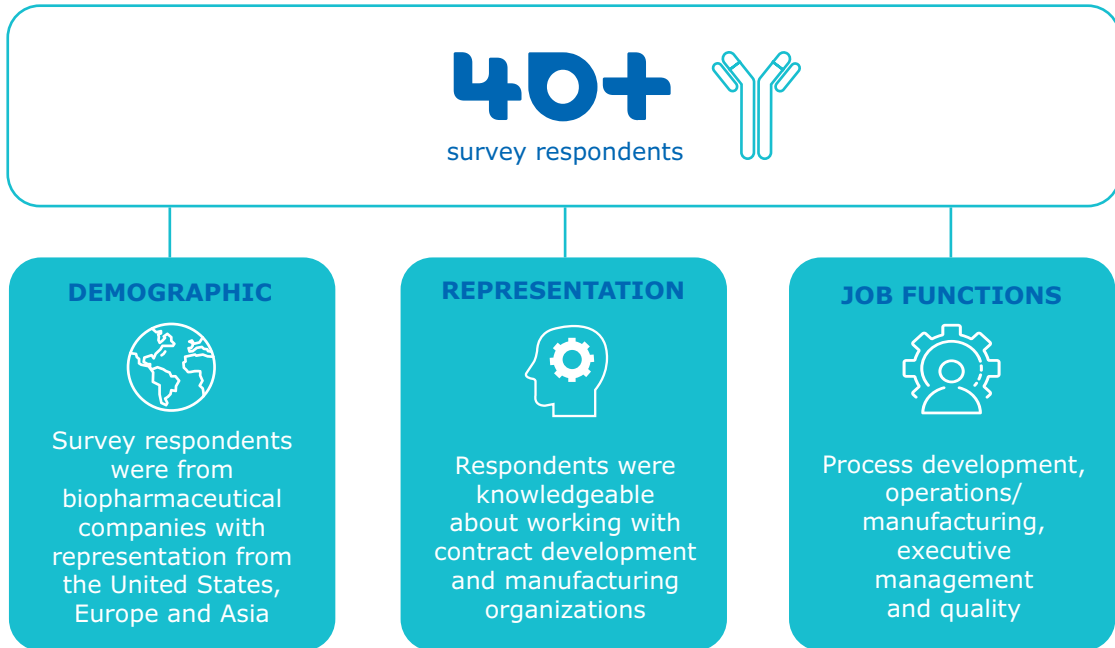 40+
survey respondents
DEMOGRAPHIC
Survey respondents
were from
biopharmaceutical
companies with
representation from
the United States,
Europe and Asia
REPRESENTATION
Respondents were
knowledgeable
about working with
contract development
and manufacturing
organizations
JOB FUNCTIONS
Process development,
operations/
manufacturing,
executive
management
and quality